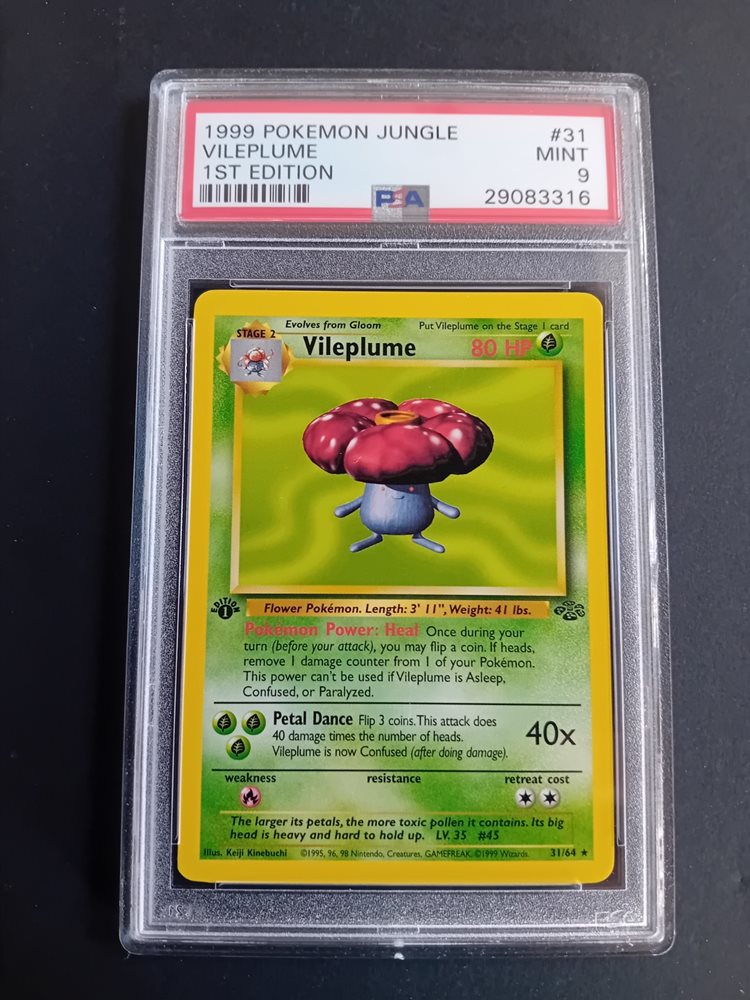 1999 POKEMON JUNGLE #31
VILEPLUME MINT
1ST EDITION 9
PSA 29083316
Evolves from Gloom Put Vileplume on the Stage 1 card
STAGE 2
Vileplume 80 HP
EDITION
1
Flower Pokémon. Length: 3' 11", Weight: 41 lbs.
Pokémon Power: Heal Once during your
turn (before your attack), you may flip a coin. If heads,
remove 1 damage counter from 1 of your Pokémon.
This power can't be used if Vileplume is Asleep,
Confused, or Paralyzed.
Petal Dance Flip 3 coins. This attack does
40 damage times the number of heads.
Vileplume is now Confused (after doing damage).
40x
weakness resistance retreat cost
The larger its petals, the more toxic pollen it contains. Its big
head is heavy and hard to hold up. LV. 35 #45
Illus. Keiji Kinebuchi ©1995, 96, 98 Nintendo, Creatures, GAMEFREAK. ©1999 Wizards. 31/64 ★